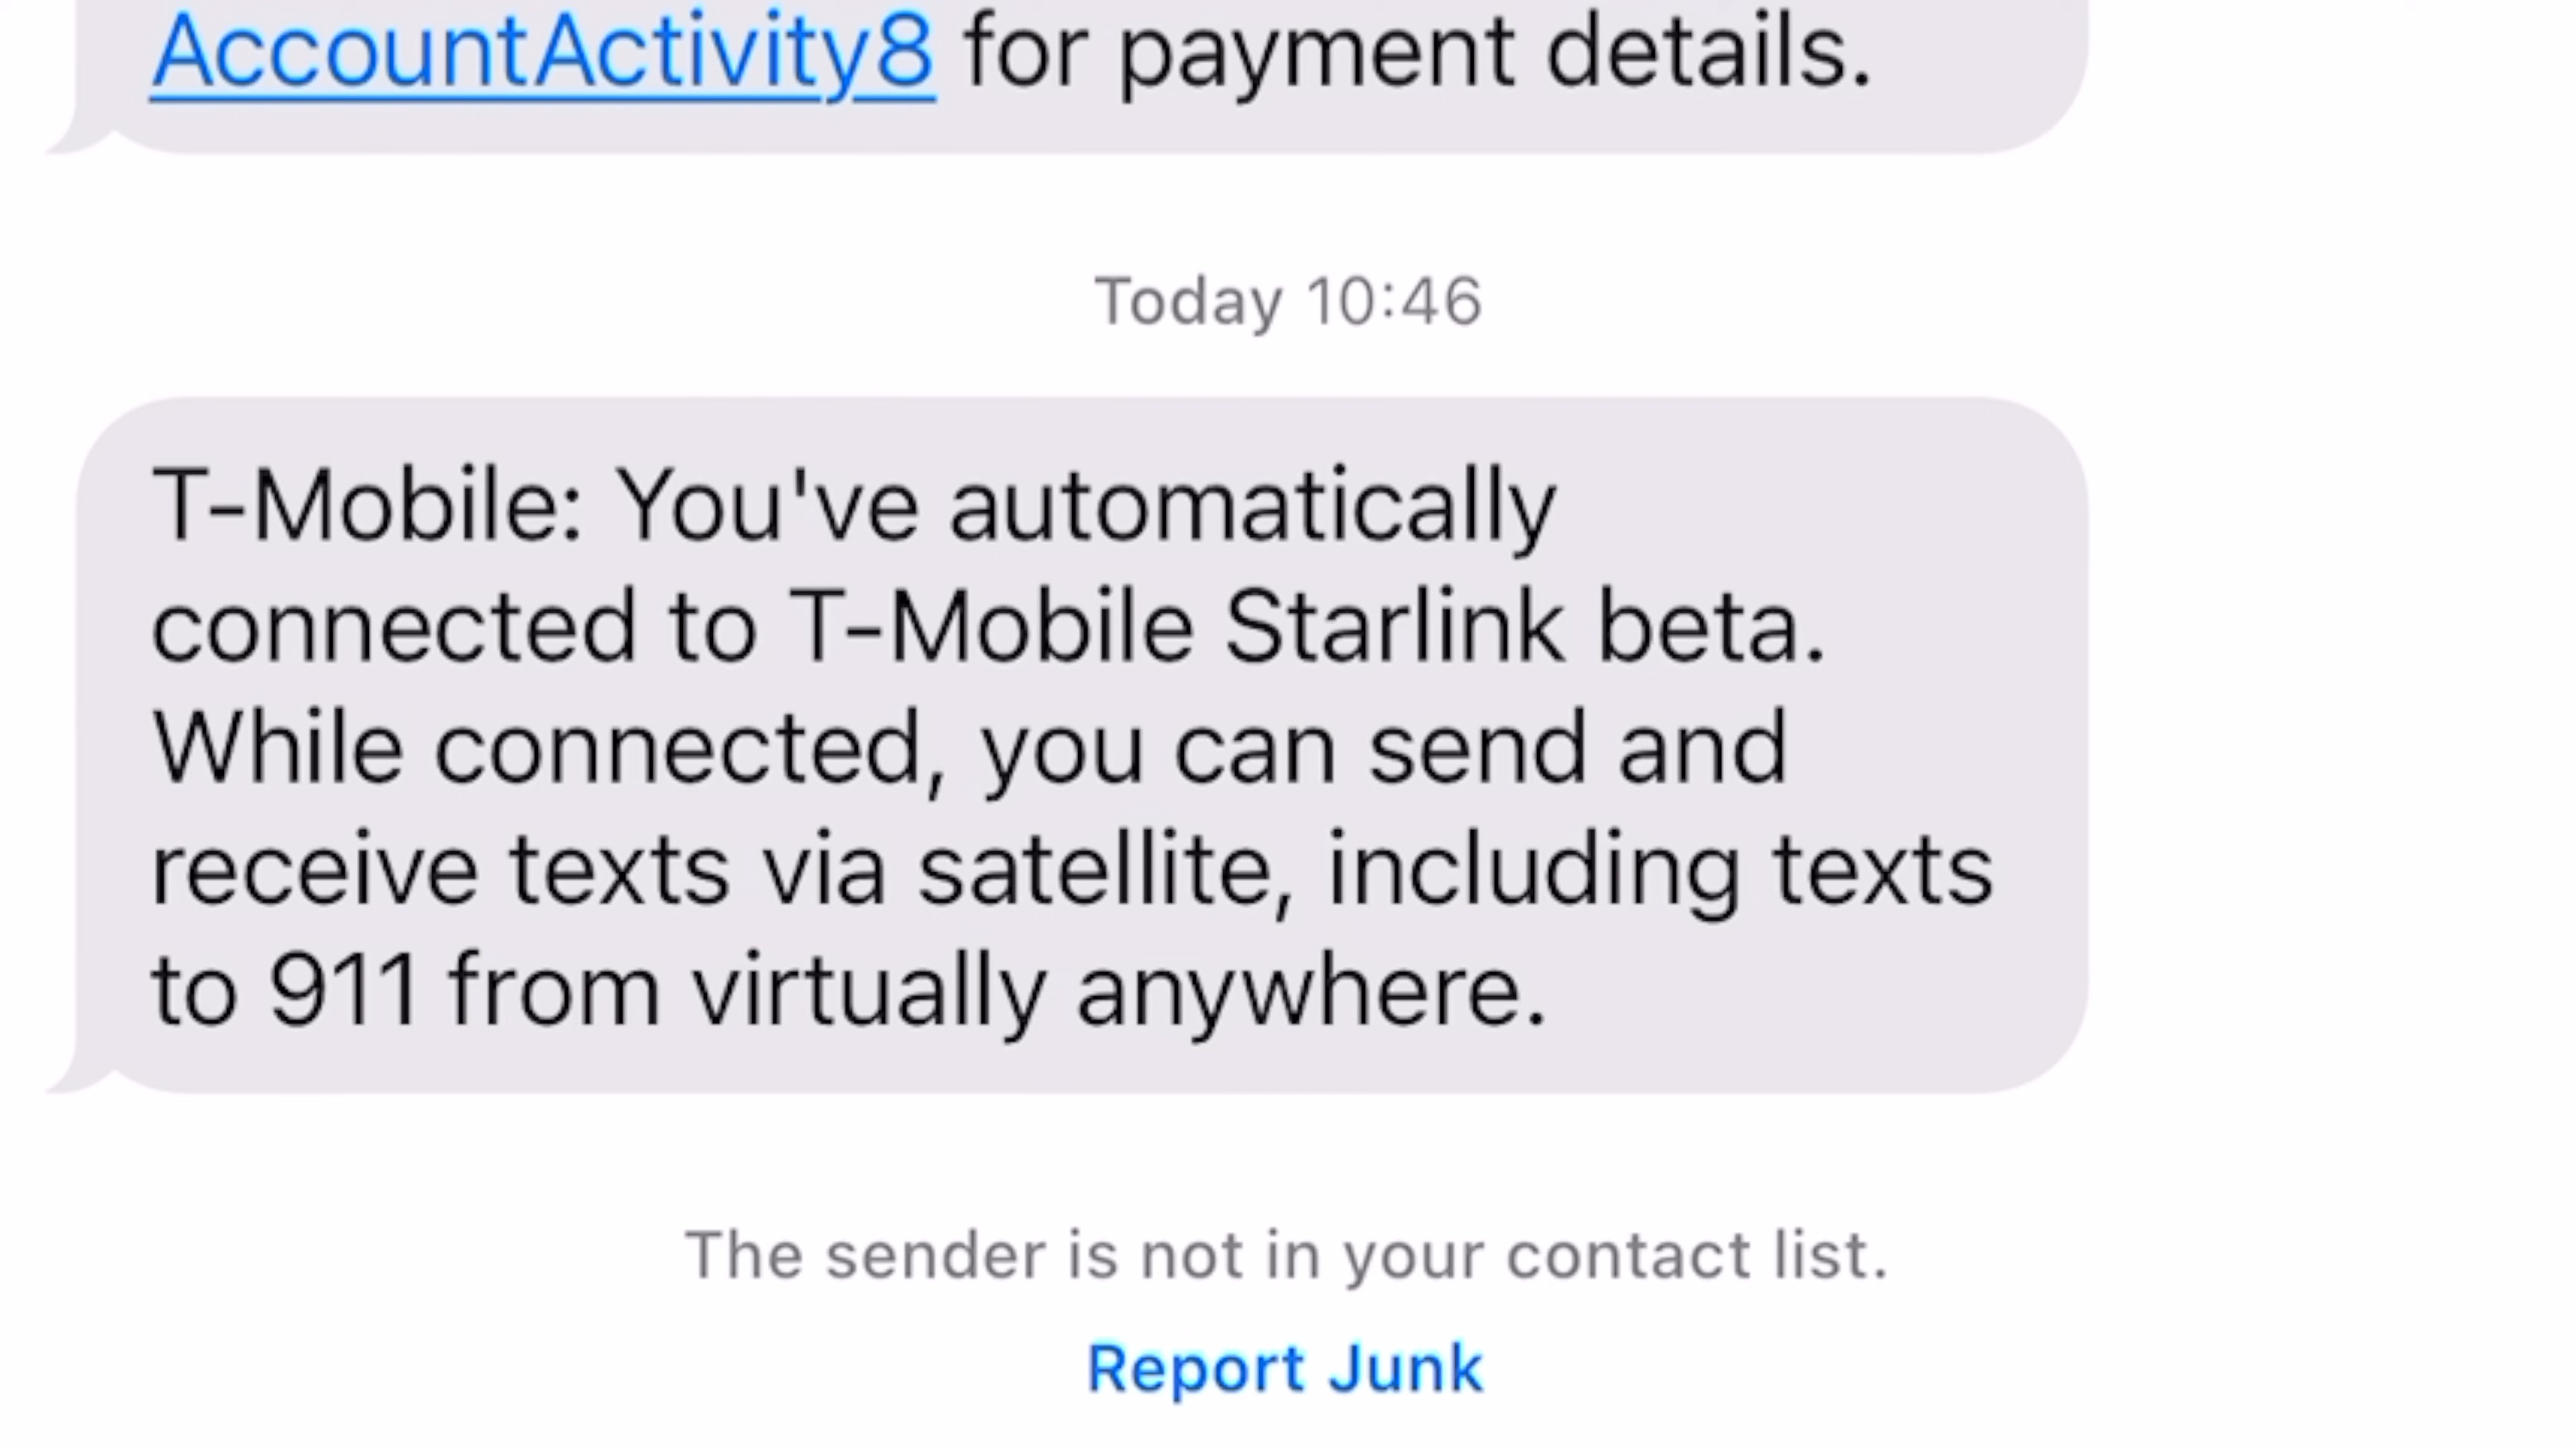 AccountActivity8 for payment details.
Today 10:46
T-Mobile: You've automatically
connected to T-Mobile Starlink beta.
While connected, you can send and
receive texts via satellite, including texts
to 911 from virtually anywhere.
The sender is not in your contact list.
Report Junk